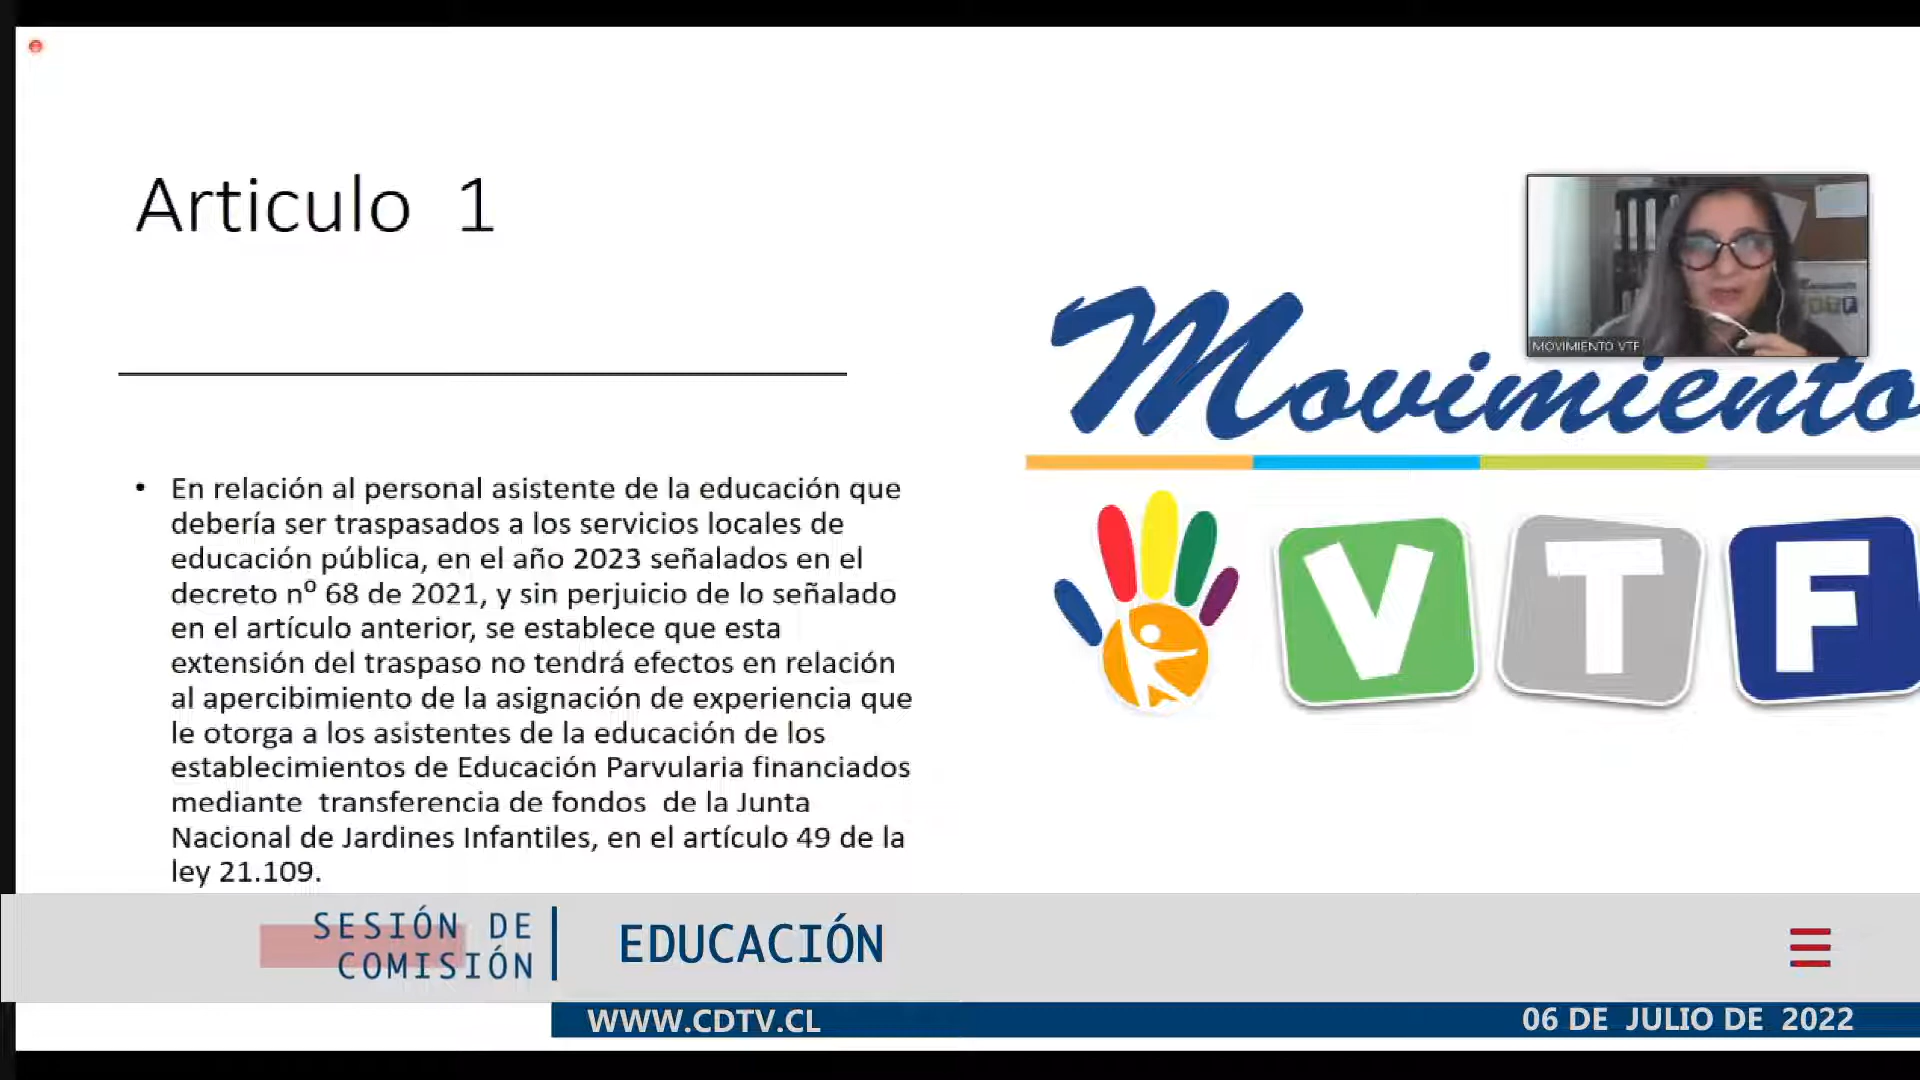 Articulo 1
• En relación al personal asistente de la educación que
debería ser traspasados a los servicios locales de
educación pública, en el año 2023 señalados en el
decreto nº 68 de 2021, y sin perjuicio de lo señalado
en el artículo anterior, se establece que esta
extensión del traspaso no tendrá efectos en relación
al apercibimiento de la asignación de experiencia que
le otorga a los asistentes de la educación de los
establecimientos de Educación Parvularia financiados
mediante transferencia de fondos de la Junta
Nacional de Jardines Infantiles, en el artículo 49 de la
ley 21.109.
MOVIMIENTO VTF
Movimiento
VTF
SESIÓN DE
COMISIÓN
EDUCACIÓN
WWW.CDTV.CL
06 DE JULIO DE 2022